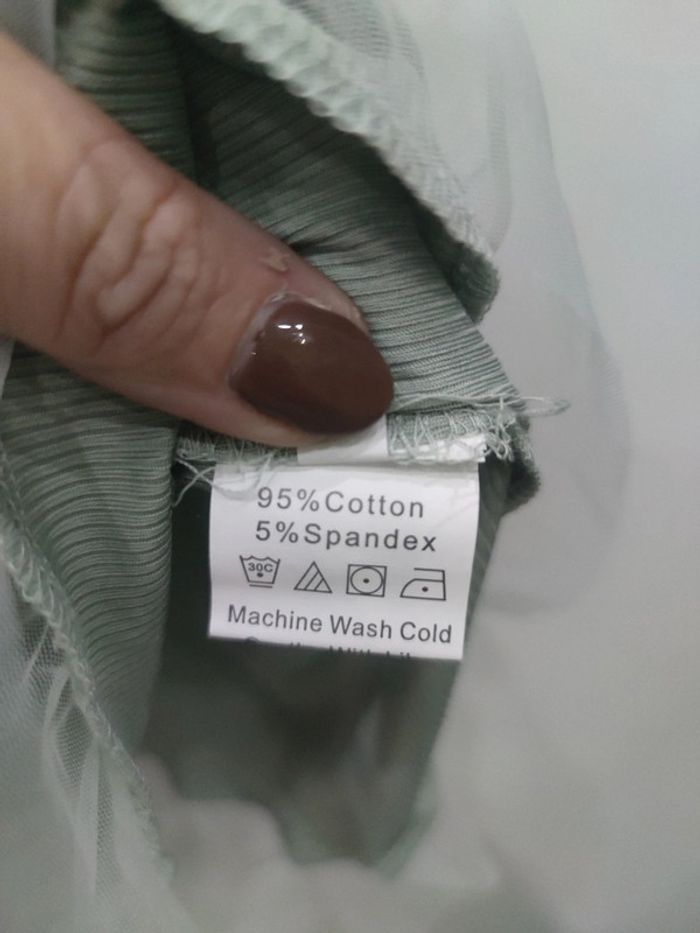 95%Cotton
5%Spandex
30C
Machine Wash Cold